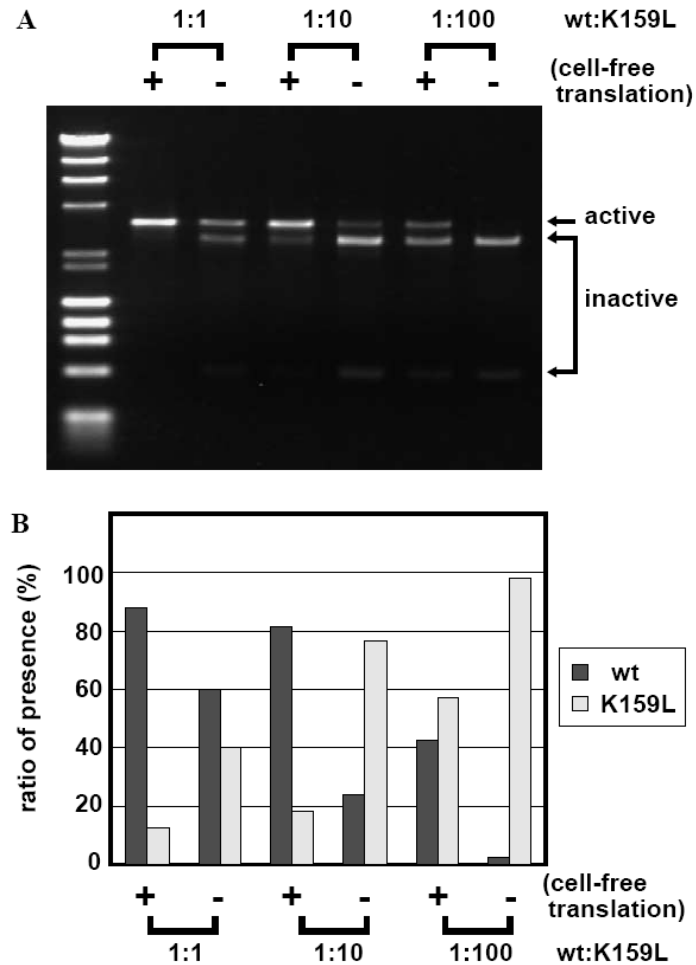 A
1:1 1:10 1:100 wt:K159L
+ - + - + - (cell-free
translation)
active
inactive
B
ratio of presence (%)
100
80
60
40
20
0
wt
K159L
+ - + - + - (cell-free
translation)
1:1 1:10 1:100 wt:K159L